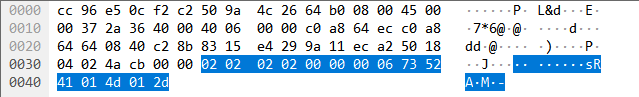 0000 cc 96 e5 0c f2 c2 50 9a 4c 26 64 b0 08 00 45 00 ······P· L&d···E·
0010 00 37 2a 36 40 00 40 06 00 00 c0 a8 64 ec c0 a8 ·7*6@·@· ····d···
0020 64 64 08 40 c2 8b 83 15 e4 29 9a 11 ec a2 50 18 dd·@···· ·)····P·
0030 04 02 4a cb 00 00 02 02 02 02 00 00 00 06 73 52 ··J····· ······sR
0040 41 01 4d 01 2d A·M·-